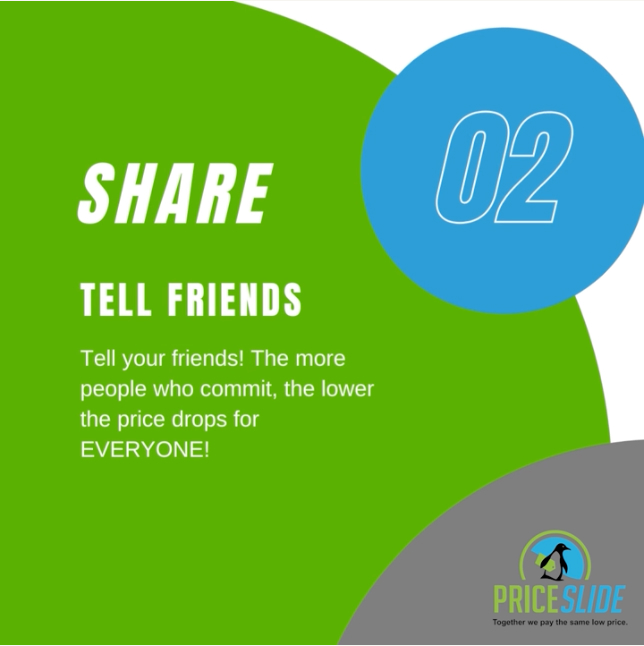 02
SHARE
TELL FRIENDS
Tell your friends! The more
people who commit, the lower
the price drops for
EVERYONE!
PRICESLIDE
Together we pay the same low price.